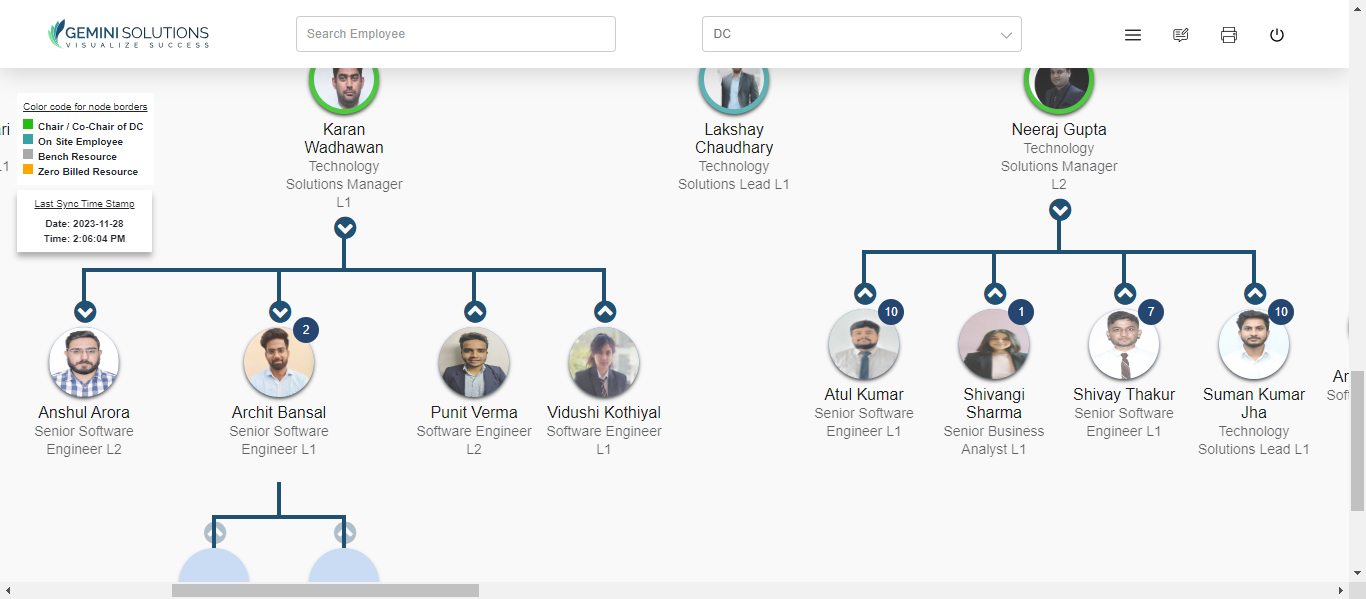 GEMINI SOLUTIONS
VISUALIZE SUCCESS
Search Employee
DC
Color code for node borders
Chair / Co-Chair of DC
On Site Employee
Bench Resource
Zero Billed Resource
Last Sync Time Stamp
Date: 2023-11-28
Time: 2:06:04 PM
ri
L1
Karan
Wadhawan
Technology
Solutions Manager
L1
Lakshay
Chaudhary
Technology
Solutions Lead L1
Neeraj Gupta
Technology
Solutions Manager
L2
Anshul Arora
Senior Software
Engineer L2
2
Archit Bansal
Senior Software
Engineer L1
Punit Verma
Software Engineer
L2
Vidushi Kothiyal
Software Engineer
L1
10
Atul Kumar
Senior Software
Engineer L1
1
Shivangi
Sharma
Senior Business
Analyst L1
7
Shivay Thakur
Senior Software
Engineer L1
10
Suman Kumar
Jha
Technology
Solutions Lead L1
Ar
Soft